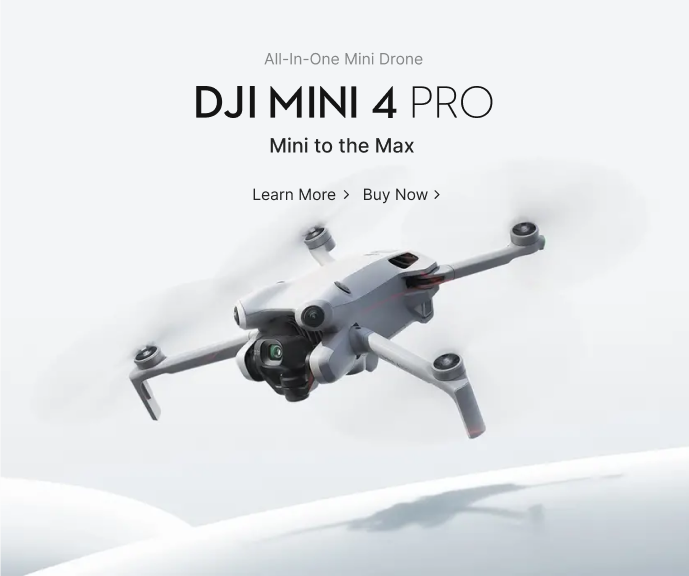 All-In-One Mini Drone
DJI MINI 4 PRO
Mini to the Max
Learn More > Buy Now >